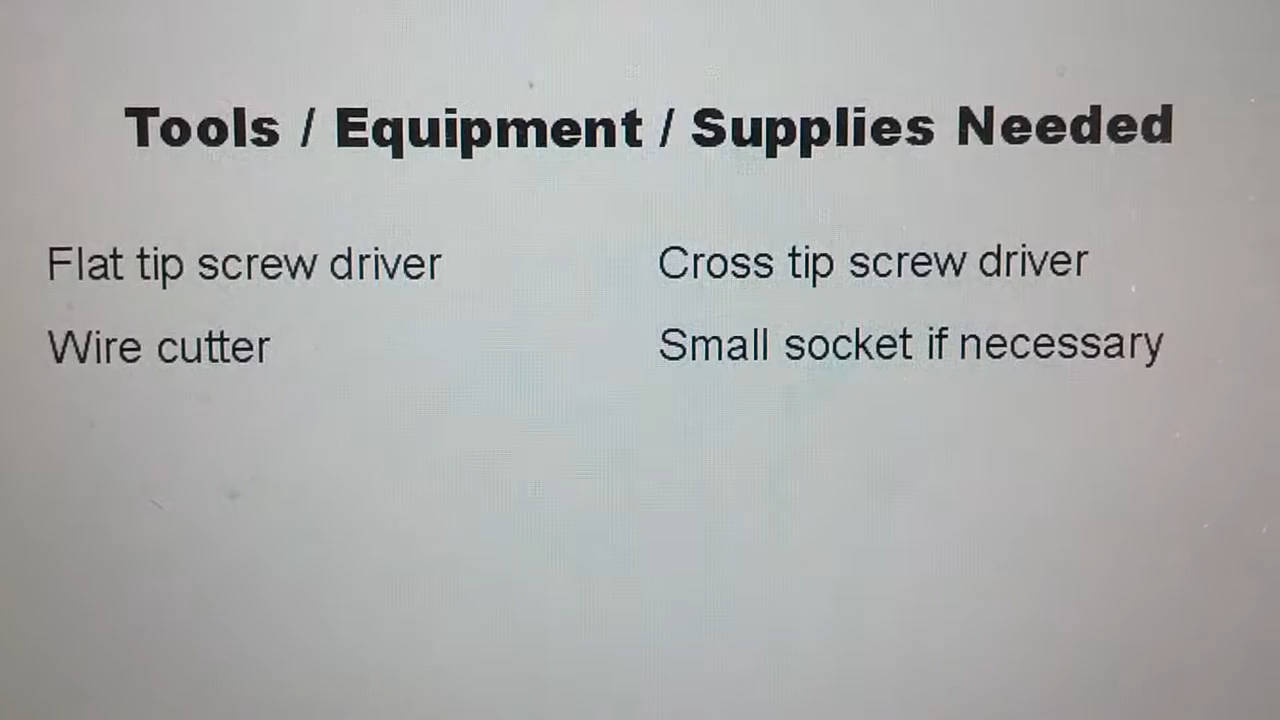 Tools / Equipment / Supplies Needed
Flat tip screw driver
Cross tip screw driver
Wire cutter
Small socket if necessary